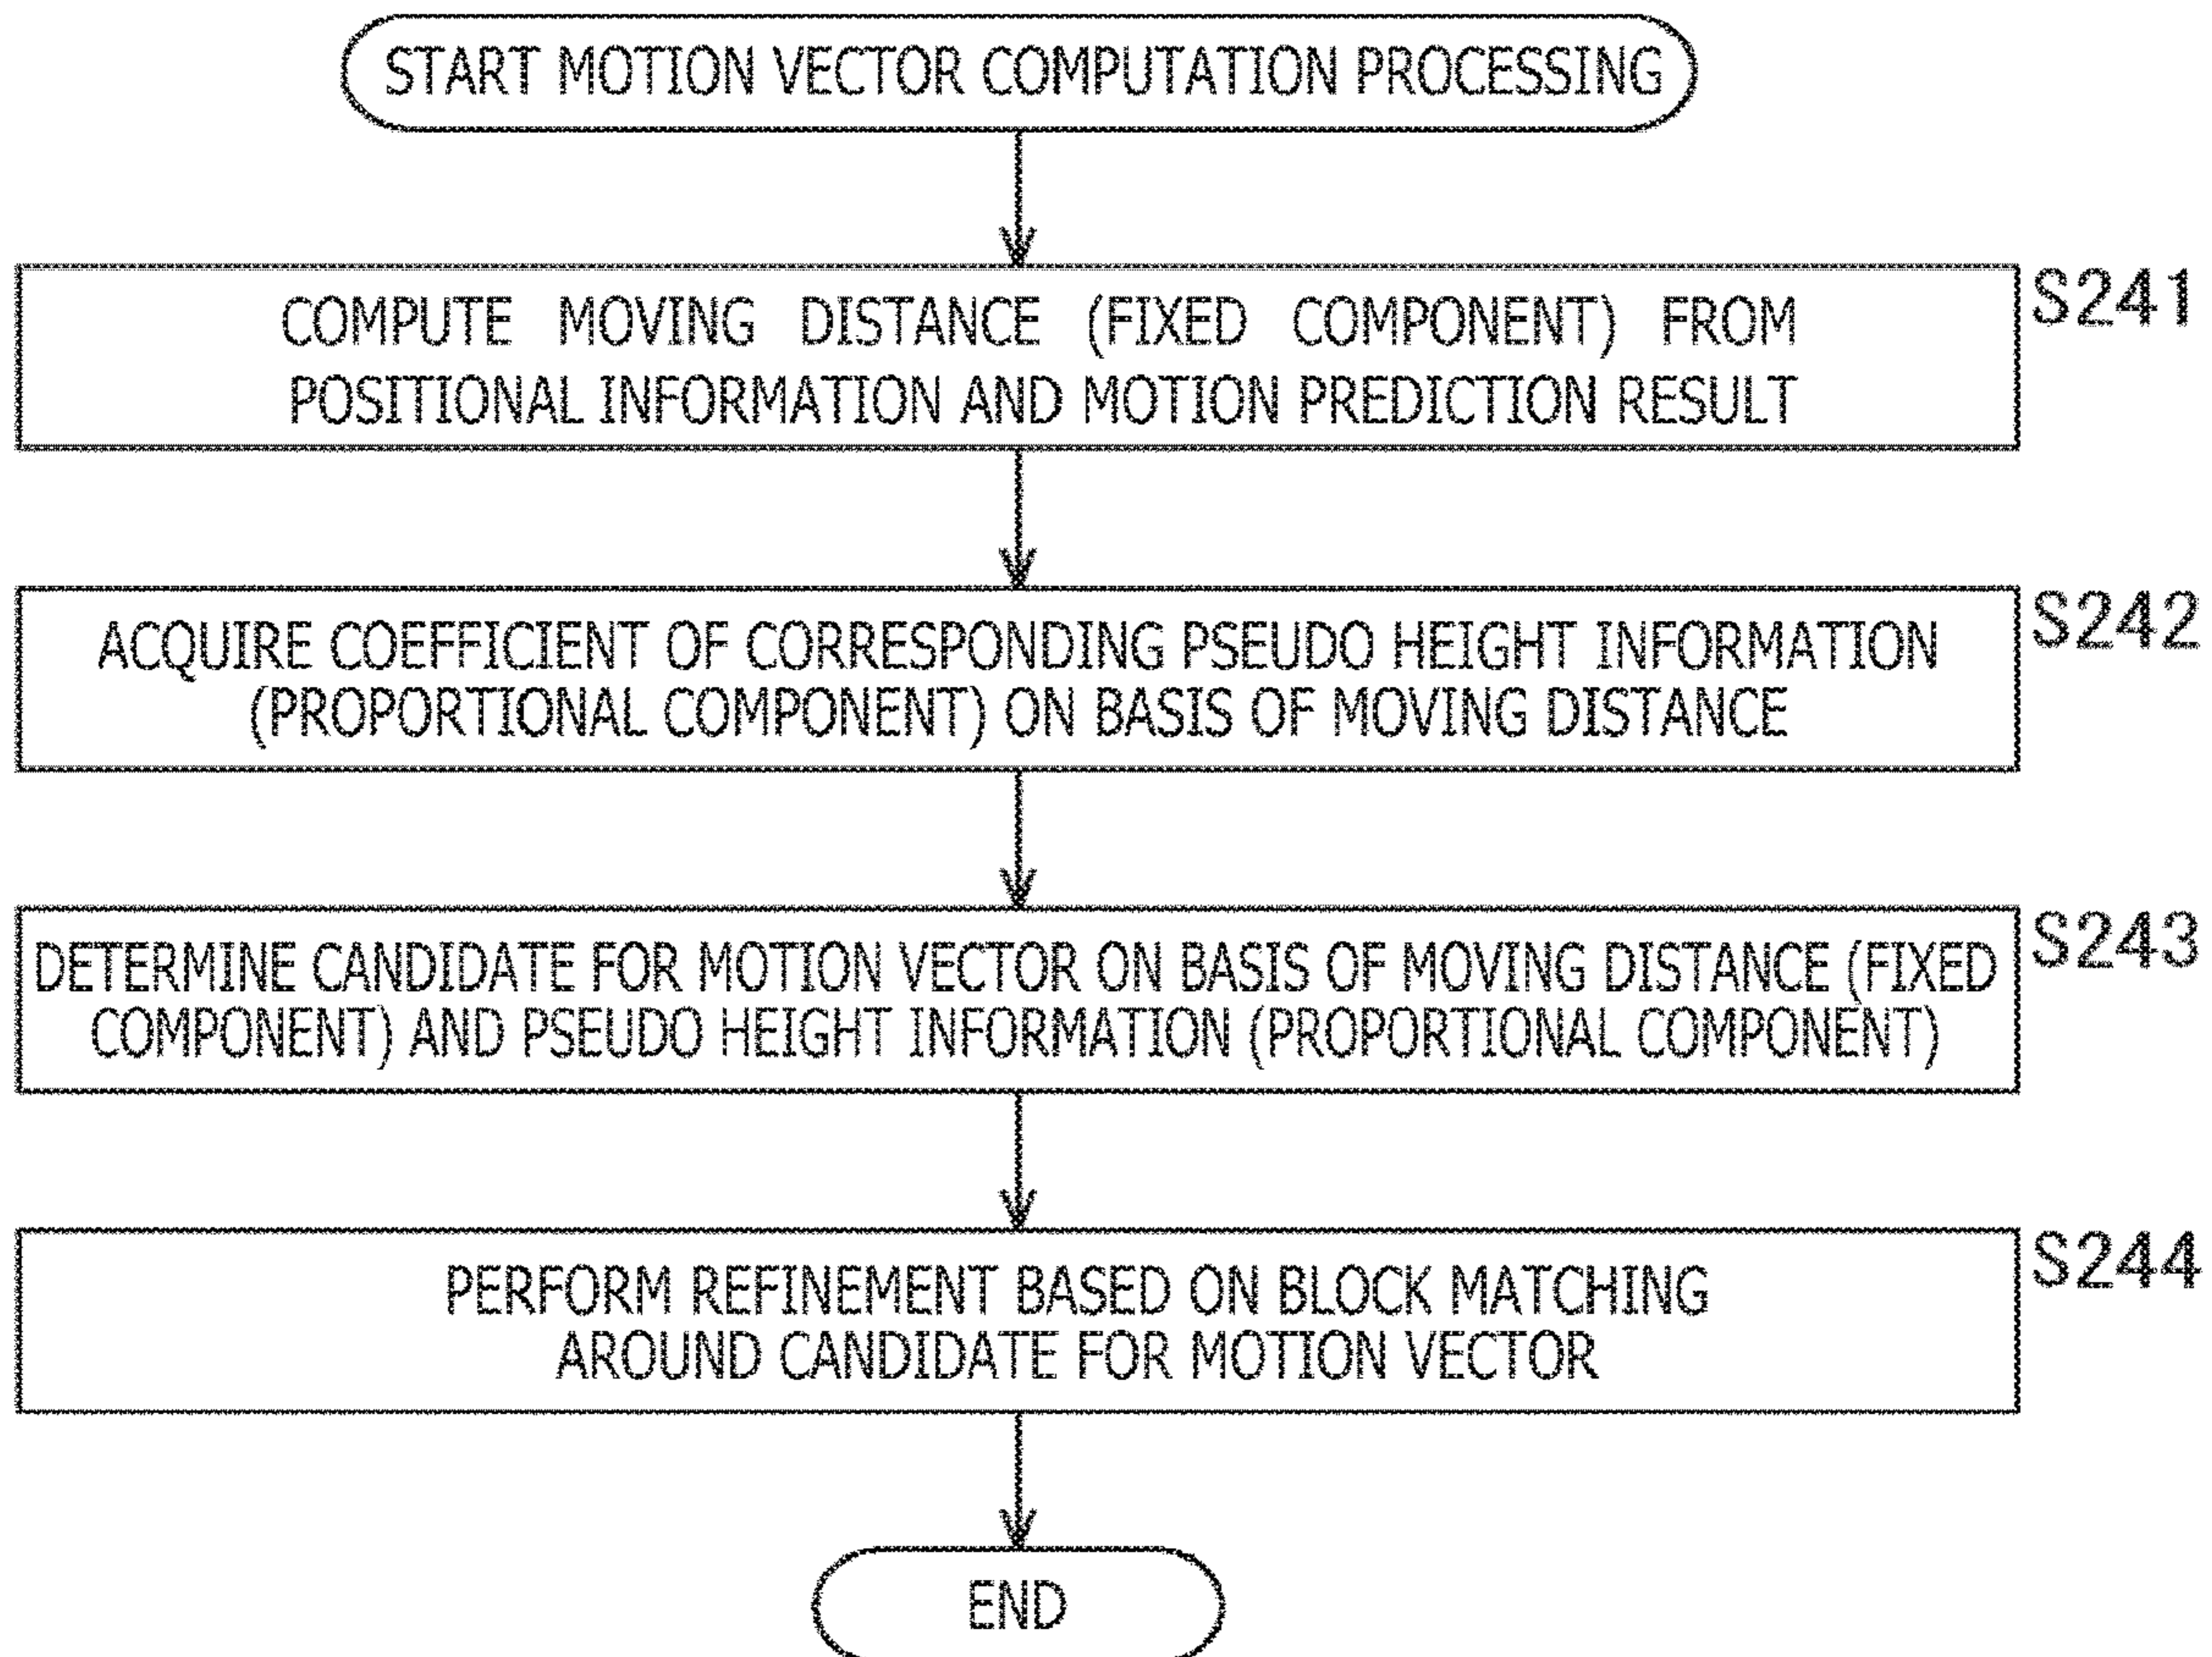 START MOTION VECTOR COMPUTATION PROCESSING
COMPUTE MOVING DISTANCE (FIXED COMPONENT) FROM
POSITIONAL INFORMATION AND MOTION PREDICTION RESULT
S241
ACQUIRE COEFFICIENT OF CORRESPONDING PSEUDO HEIGHT INFORMATION
(PROPORTIONAL COMPONENT) ON BASIS OF MOVING DISTANCE
S242
DETERMINE CANDIDATE FOR MOTION VECTOR ON BASIS OF MOVING DISTANCE (FIXED
COMPONENT) AND PSEUDO HEIGHT INFORMATION (PROPORTIONAL COMPONENT)
S243
PERFORM REFINEMENT BASED ON BLOCK MATCHING
AROUND CANDIDATE FOR MOTION VECTOR
S244
END